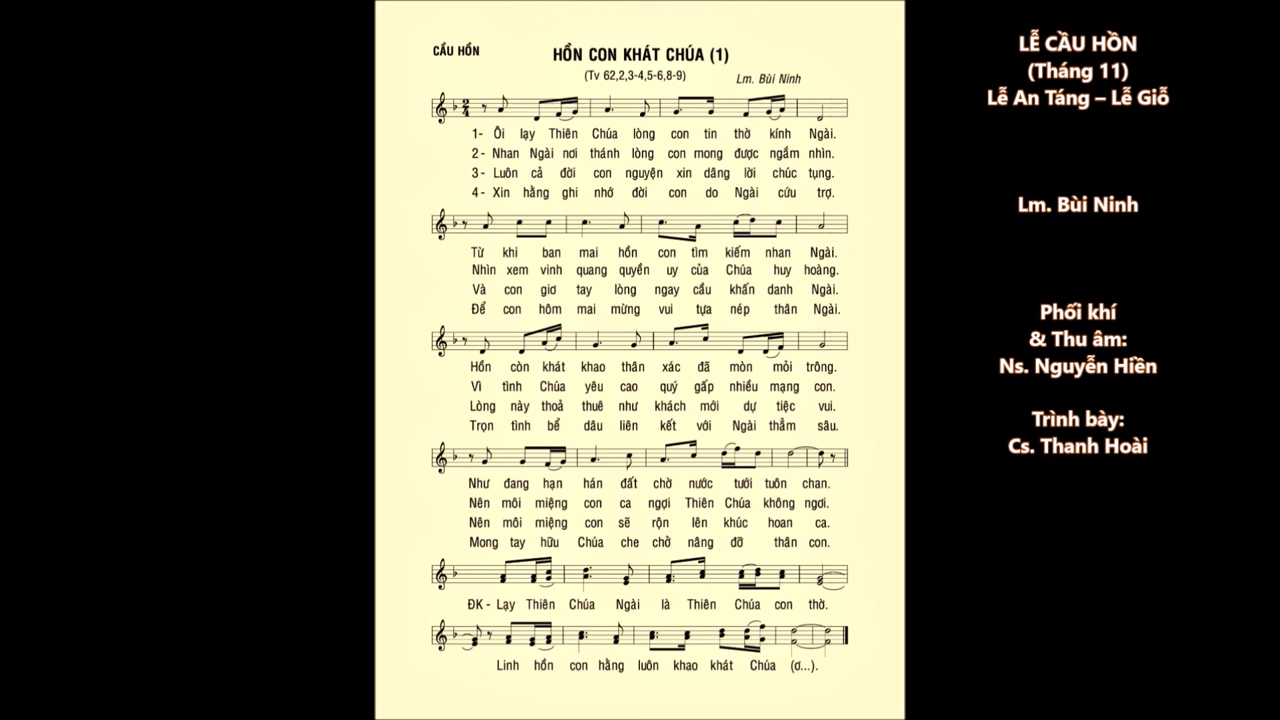 CẦU HỒN
HỒN CON KHÁT CHÚA (1)
(Tv 62,2,3-4,5-6,8-9)
Lm. Bùi Ninh
1- Ôi lạy Thiên Chúa lòng con tin thờ kính Ngài.
2- Nhan Ngài nơi thánh lòng con mong được ngắm nhìn.
3- Luôn cả đời con nguyện xin dâng lời chúc tụng.
4- Xin hằng ghi nhớ đời con do Ngài cứu trợ.
Từ khi ban mai hồn con tìm kiếm nhan Ngài.
Nhìn xem vinh quang quyền uy của Chúa huy hoàng.
Và con giơ tay lòng ngay cầu khấn danh Ngài.
Để con hôm mai mừng vui tựa nép thân Ngài.
Hồn còn khát khao thân xác đã mòn mỏi trông.
Vì tình Chúa yêu cao quý gấp nhiều mạng con.
Lòng này thoả thuê như khách mới dự tiệc vui.
Trọn tình bể dâu liên kết với Ngài thẳm sâu.
Như đang hạn hán đất chờ nước tưới tuôn chan.
Nên môi miệng con ca ngợi Thiên Chúa không ngơi.
Nên môi miệng con sẽ rộn lên khúc hoan ca.
Mong tay hữu Chúa che chở nâng đỡ thân con.
ĐK - Lạy Thiên Chúa Ngài là Thiên Chúa con thờ.
Linh hồn con hằng luôn khao khát Chúa (ơ...).
LỄ CẦU HỒN
(Tháng 11)
Lễ An Táng – Lễ Giỗ
Lm. Bùi Ninh
Phối khí
& Thu âm:
Ns. Nguyễn Hiền
Trình bày:
Cs. Thanh Hoài